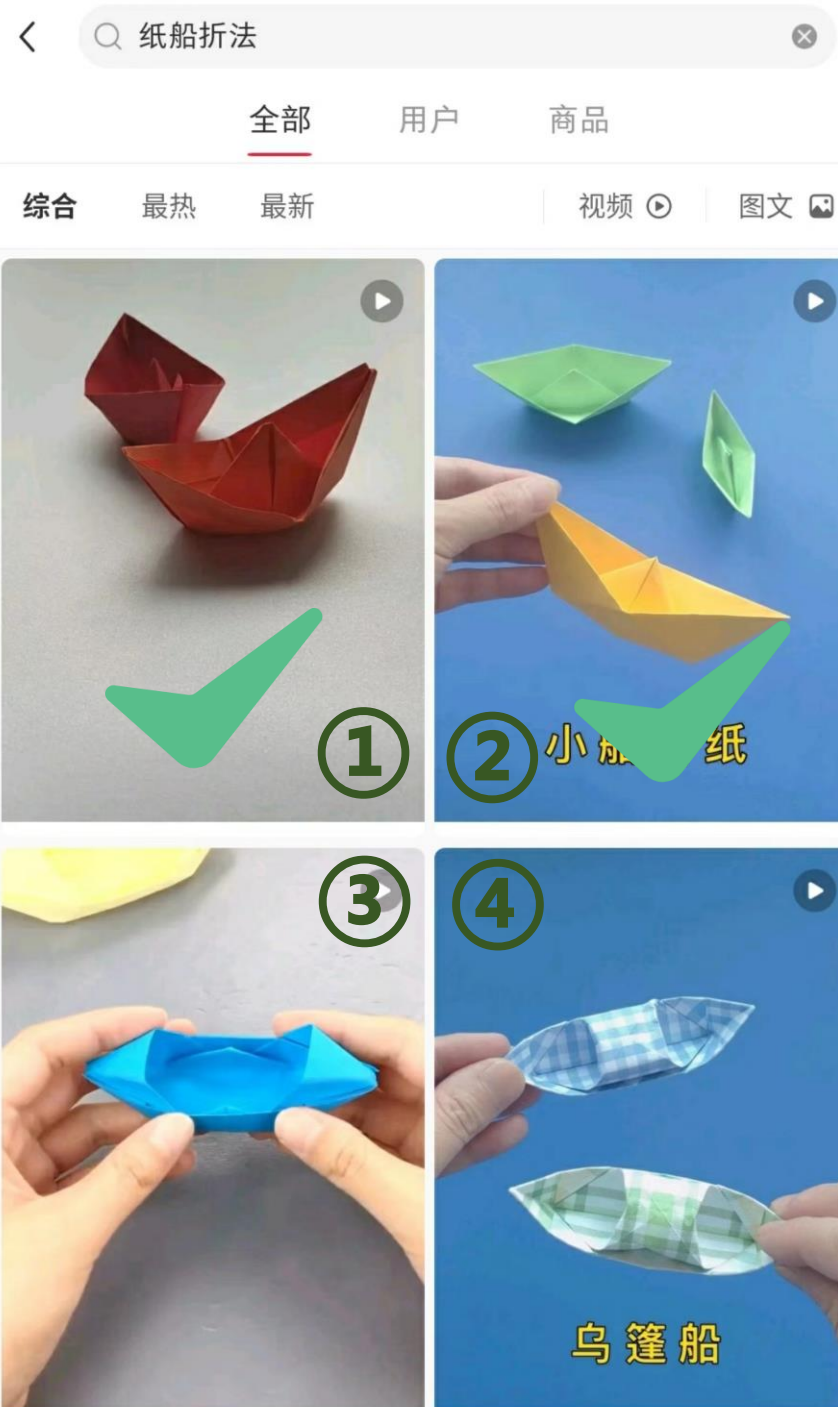 纸船折法
全部 用户 商品
综合 最热 最新 视频 图文
① ② 小船 纸
③ ④
乌篷船